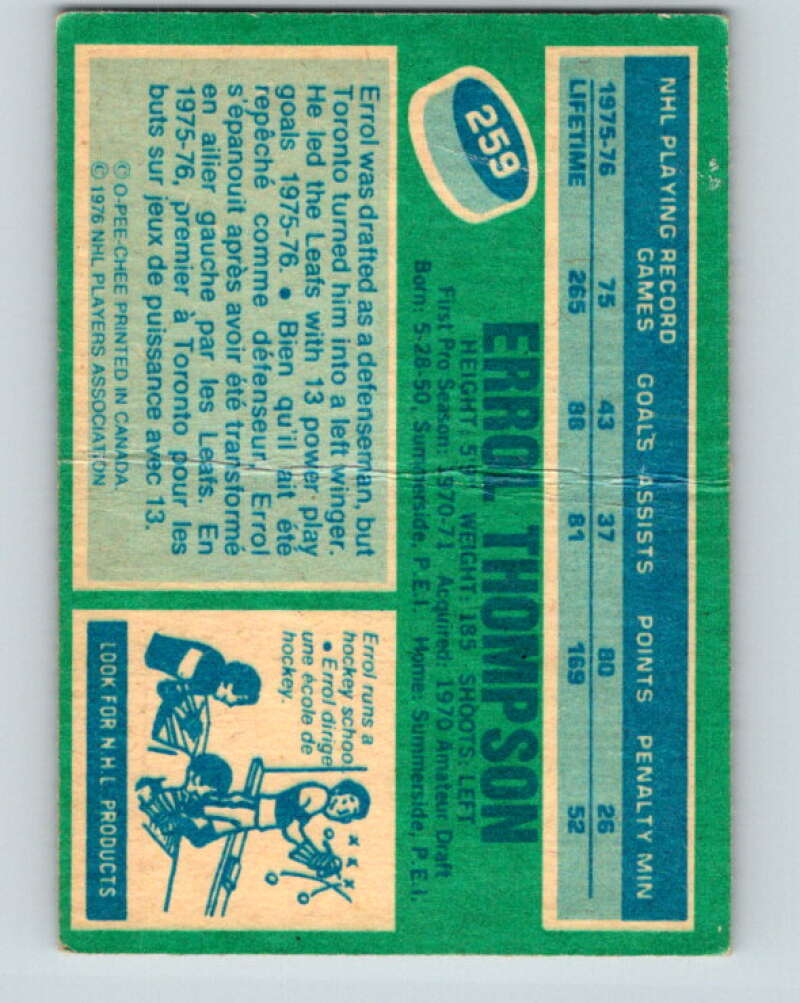 259
NHL PLAYING RECORD
GAMES GOALS ASSISTS POINTS PENALTY MIN
1975-76 75 43 37 80 26
LIFETIME 265 88 81 169 52
ERROL THOMPSON
HEIGHT: 5'9" WEIGHT: 185 SHOOTS: LEFT
First Pro Season: 1970-71 Acquired: 1970 Amateur Draft
Born: 5-28-50, Summerside, P.E.I. Home: Summerside, P.E.I.
Errol was drafted as a defenseman, but
Toronto turned him into a left winger.
He led the Leafs with 13 power play
goals 1975-76. • Bien qu'il ait été
repêché comme défenseur, Errol
s'épanouit après avoir été transformé
en ailier gauche par les Leafs. En
1975-76, premier à Toronto pour les
buts sur jeux de puissance avec 13.
© O-PEE-CHEE PRINTED IN CANADA
© 1976 NHL PLAYERS ASSOCIATION
Errol runs a
hockey school
• Errol dirige
une école de
hockey.
LOOK FOR N.H.L. PRODUCTS